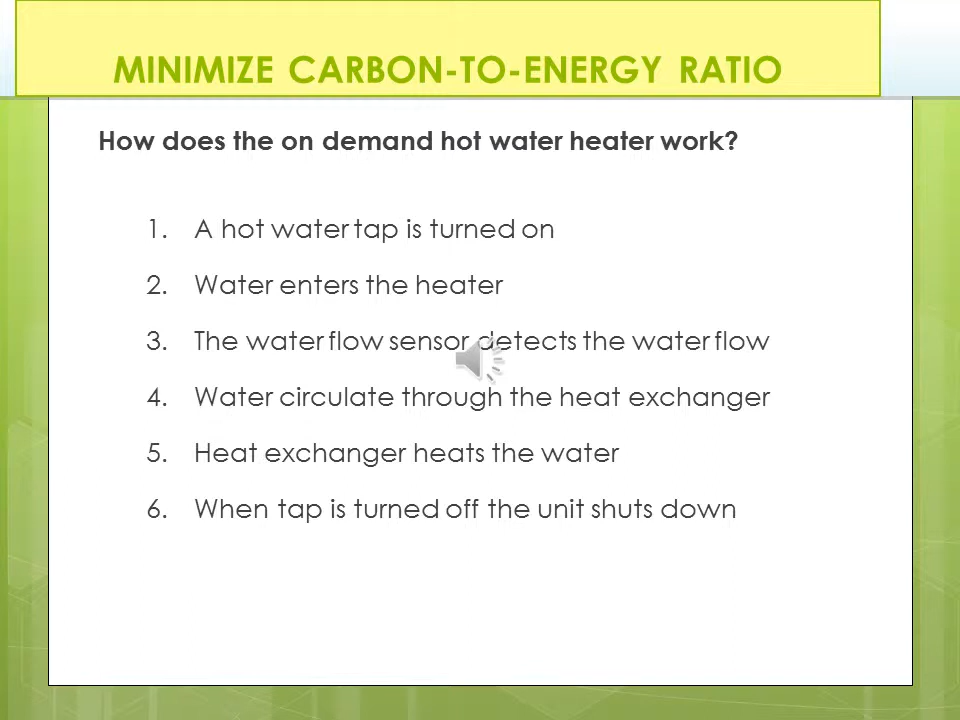 MINIMIZE CARBON-TO-ENERGY RATIO
How does the on demand hot water heater work?
1. A hot water tap is turned on
2. Water enters the heater
3. The water flow sensor detects the water flow
4. Water circulate through the heat exchanger
5. Heat exchanger heats the water
6. When tap is turned off the unit shuts down